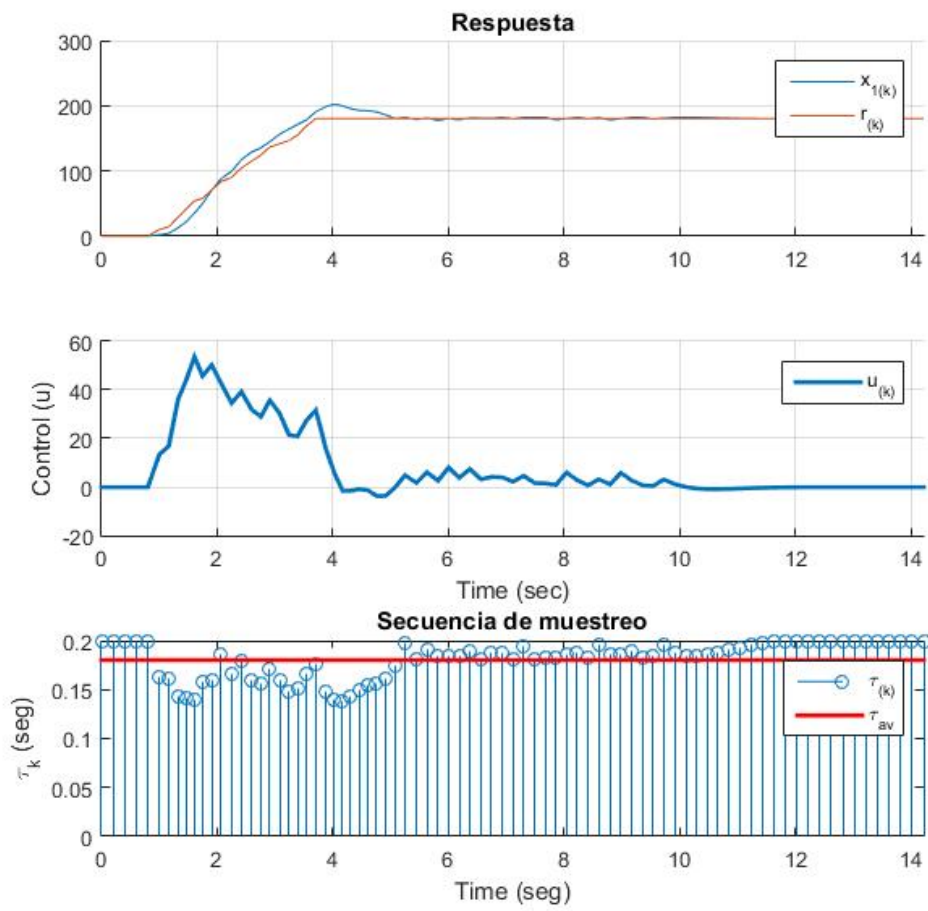 Respuesta
300
200
100
0
0 2 4 6 8 10 12 14
x1(k)
r(k)
Control (u)
60
40
20
0
-20
0 2 4 6 8 10 12 14
u(k)
Time (sec)
Secuencia de muestreo
τk (seg)
0.2
0.15
0.1
0.05
0
0 2 4 6 8 10 12 14
τ(k)
τav
Time (seg)